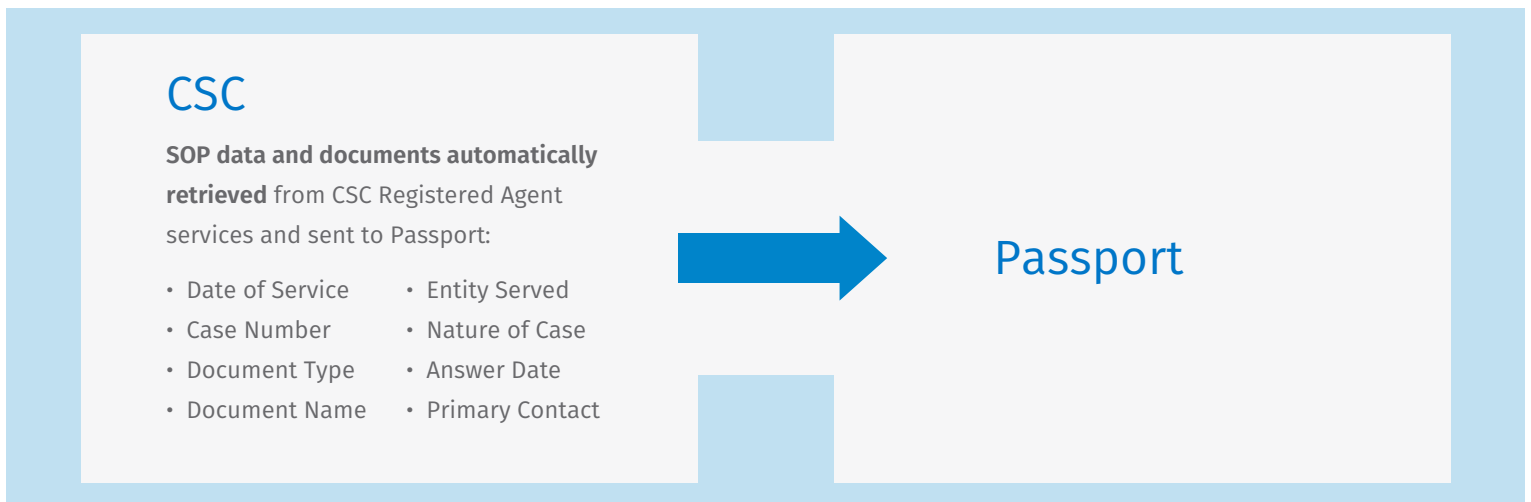 CSC
SOP data and documents automatically
retrieved from CSC Registered Agent
services and sent to Passport:
• Date of Service
• Case Number
• Document Type
• Document Name
• Entity Served
• Nature of Case
• Answer Date
• Primary Contact
Passport